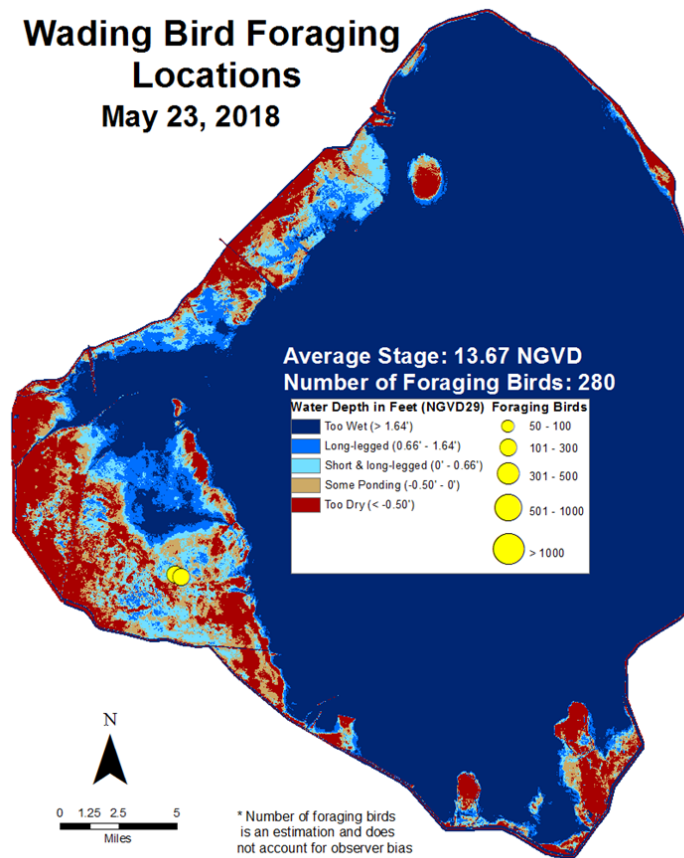 Wading Bird Foraging
Locations
May 23, 2018
Average Stage: 13.67 NGVD
Number of Foraging Birds: 280
Water Depth in Feet (NGVD29) Foraging Birds
Too Wet (> 1.64')
Long-legged (0.66' - 1.64')
Short & long-legged (0' - 0.66')
Some Ponding (-0.50' - 0')
Too Dry (< -0.50')
50 - 100
101 - 300
301 - 500
501 - 1000
> 1000
N
0 1.25 2.5 5
Miles
* Number of foraging birds
is an estimation and does
not account for observer bias